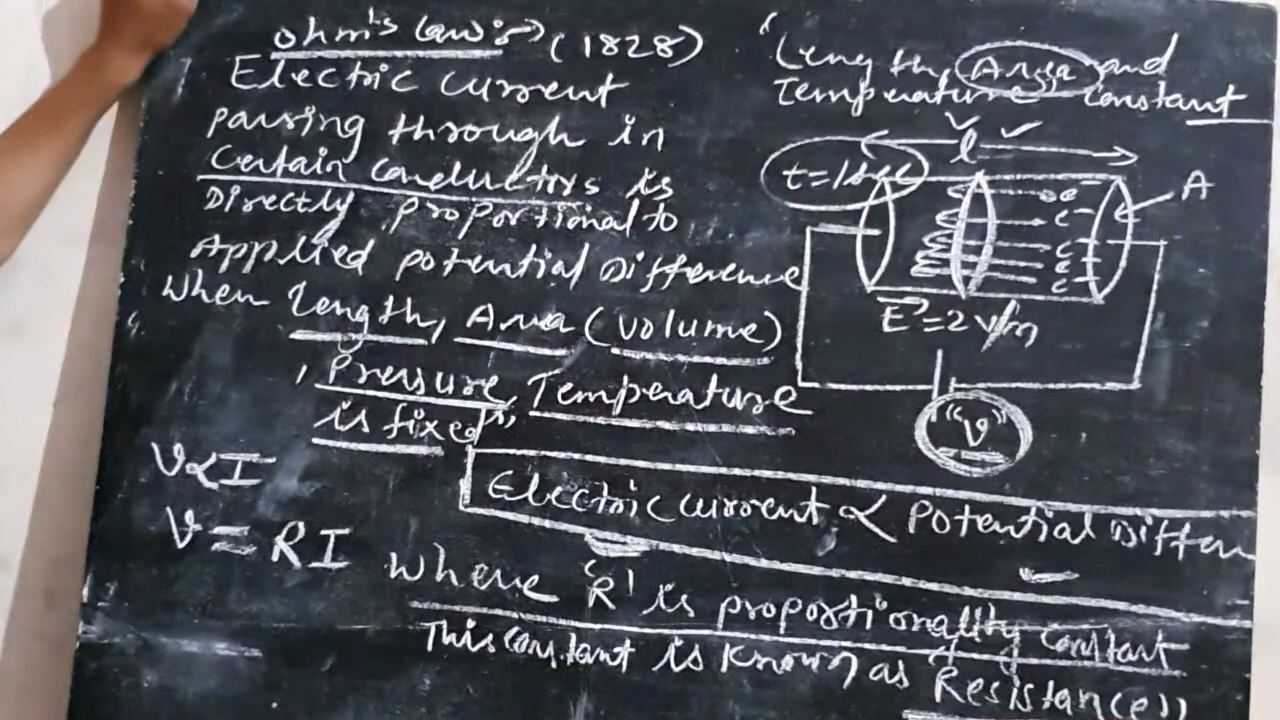 ohm's Law:→ (1828)
Electric current
passing through in
Certain conductors is
Directly proportional to
Applied potential Difference
when length, Area (volume)
, Pressure, Temperature
is fixed"
V∝I
V = RI
"Length, Area and
Temperature" constant
l
t=1sec
A
e⁻
e⁻
e⁻
e⁻
e⁻
E→=2 V/m
"V"
Electric current ∝ Potential Differen
where 'R' is proportionality constant
This constant is known as Resistance"